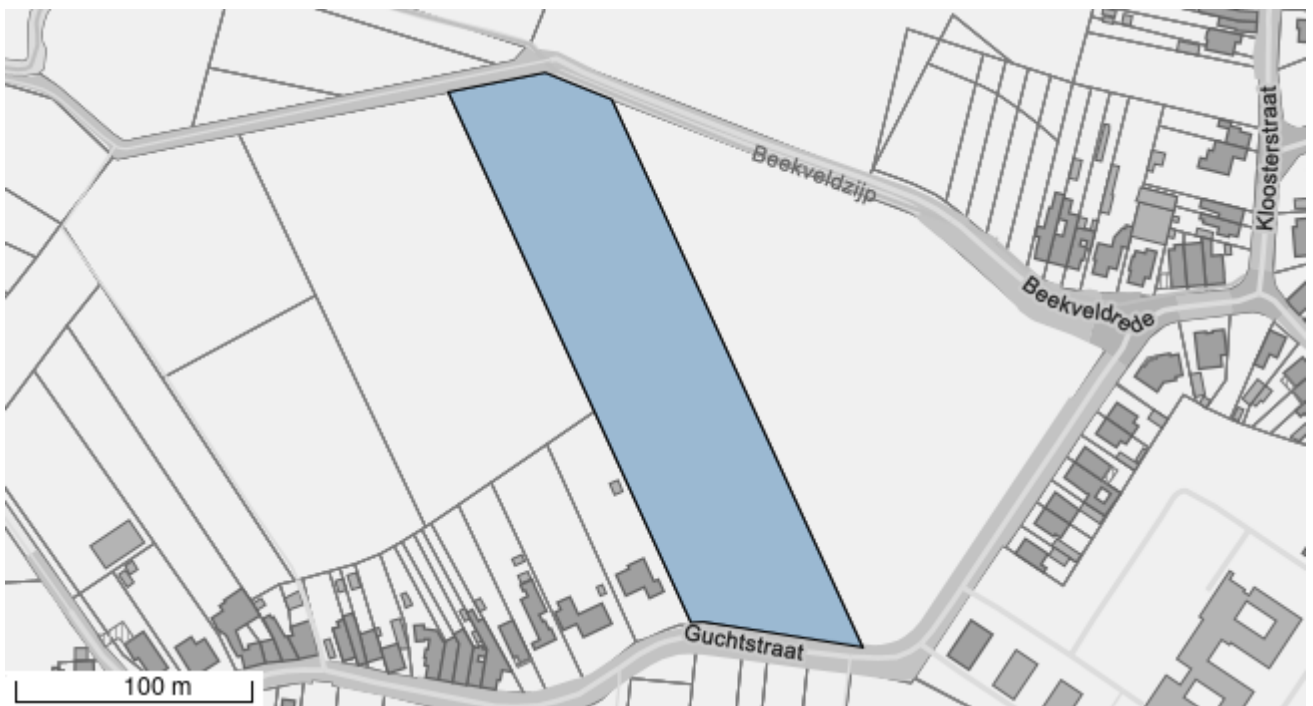 Kloosterstraat
Beekveldzijp
Beekveldrede
Guchtstraat
100 m